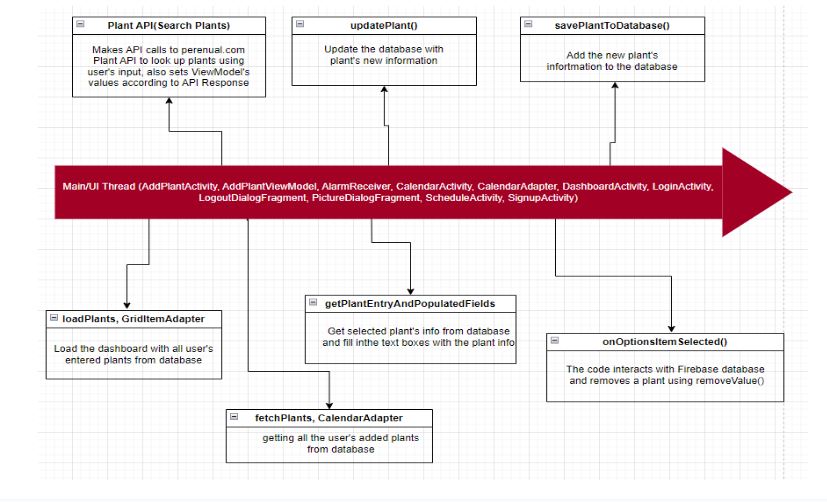 Plant API(Search Plants)
Makes API calls to perenual.com
Plant API to look up plants using
user's input, also sets ViewModel's
values according to API Response
updatePlant()
Update the database with
plant's new information
savePlantToDatabase()
Add the new plant's
infortmation to the database
Main/UI Thread (AddPlantActivity, AddPlantViewModel, AlarmReceiver, CalendarActivity, CalendarAdapter, DashboardActivity, LoginActivity,
LogoutDialogFragment, PictureDialogFragment, ScheduleActivity, SignupActivity)
loadPlants, GridItemAdapter
Load the dashboard with all user's
entered plants from database
getPlantEntryAndPopulatedFields
Get selected plant's info from database
and fill inthe text boxes with the plant info
onOptionsItemSelected()
The code interacts with Firebase database
and removes a plant using removeValue()
fetchPlants, CalendarAdapter
getting all the user's added plants
from database